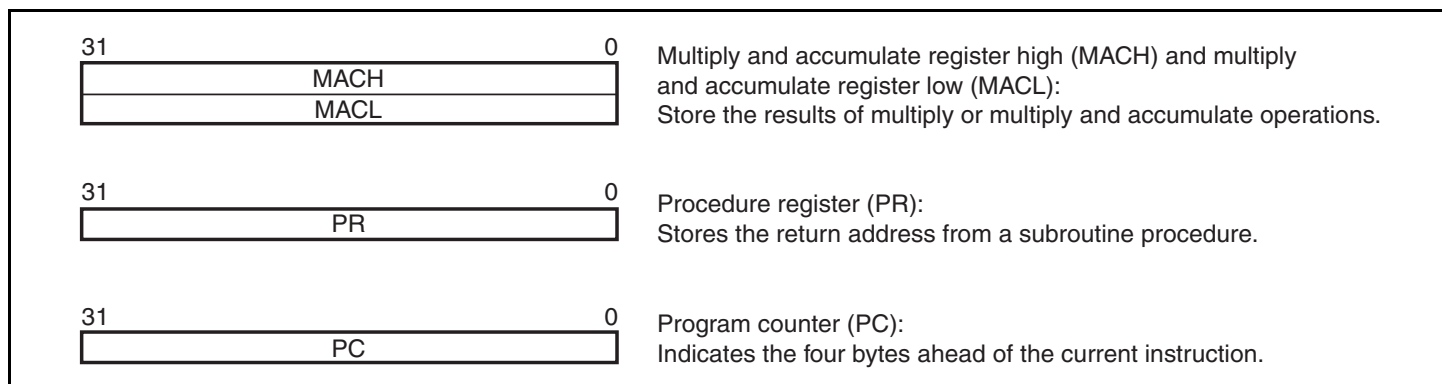 31 0
MACH
MACL
Multiply and accumulate register high (MACH) and multiply
and accumulate register low (MACL):
Store the results of multiply or multiply and accumulate operations.
31 0
PR
Procedure register (PR):
Stores the return address from a subroutine procedure.
31 0
PC
Program counter (PC):
Indicates the four bytes ahead of the current instruction.